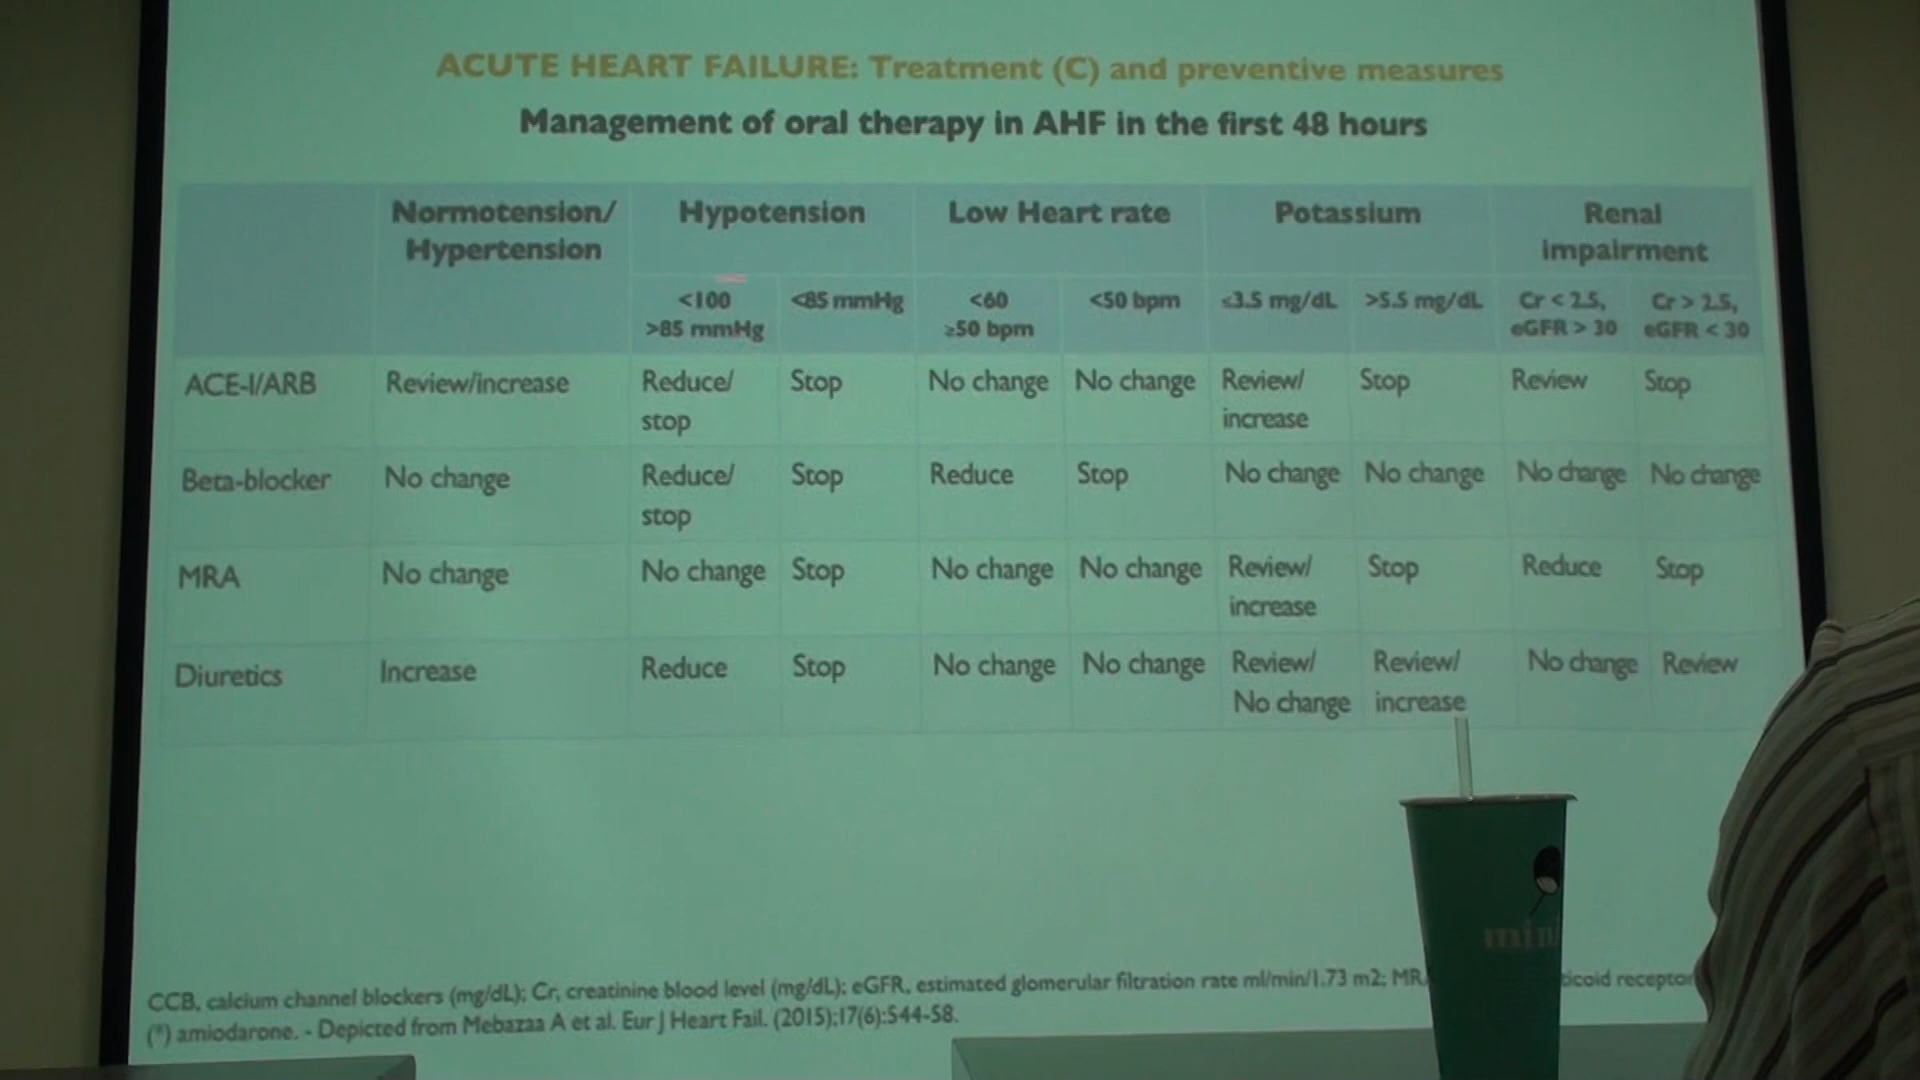 ACUTE HEART FAILURE: Treatment (C) and preventive measures
Management of oral therapy in AHF in the first 48 hours
Normotension/ Hypertension Hypotension Low Heart rate Potassium Renal impairment
<100 >85 mmHg <85 mmHg <60 ≥50 bpm <50 bpm ≤3.5 mg/dL >5.5 mg/dL Cr < 2.5, eGFR > 30 Cr > 2.5, eGFR < 30
ACE-I/ARB Review/increase Reduce/ stop Stop No change No change Review/ increase Stop Review Stop
Beta-blocker No change Reduce/ stop Stop Reduce Stop No change No change No change No change
MRA No change No change Stop No change No change Review/ increase Stop Reduce Stop
Diuretics Increase Reduce Stop No change No change Review/ No change Review/ increase No change Review
CCB, calcium channel blockers (mg/dL); Cr, creatinine blood level (mg/dL); eGFR, estimated glomerular filtration rate ml/min/1.73 m2; receptor
(*) amiodarone. - Depicted from Mebazaa A et al. Eur J Heart Fail. (2015);17(6):544-58.